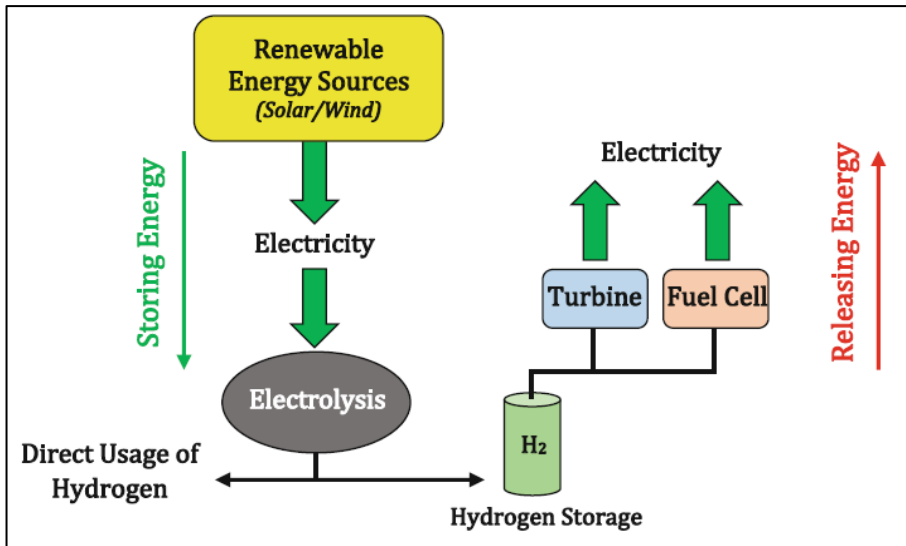 Renewable
Energy Sources
(Solar/Wind)
Storing Energy
Electricity
Electrolysis
Direct Usage of
Hydrogen
Electricity
Turbine
Fuel Cell
H₂
Hydrogen Storage
Releasing Energy